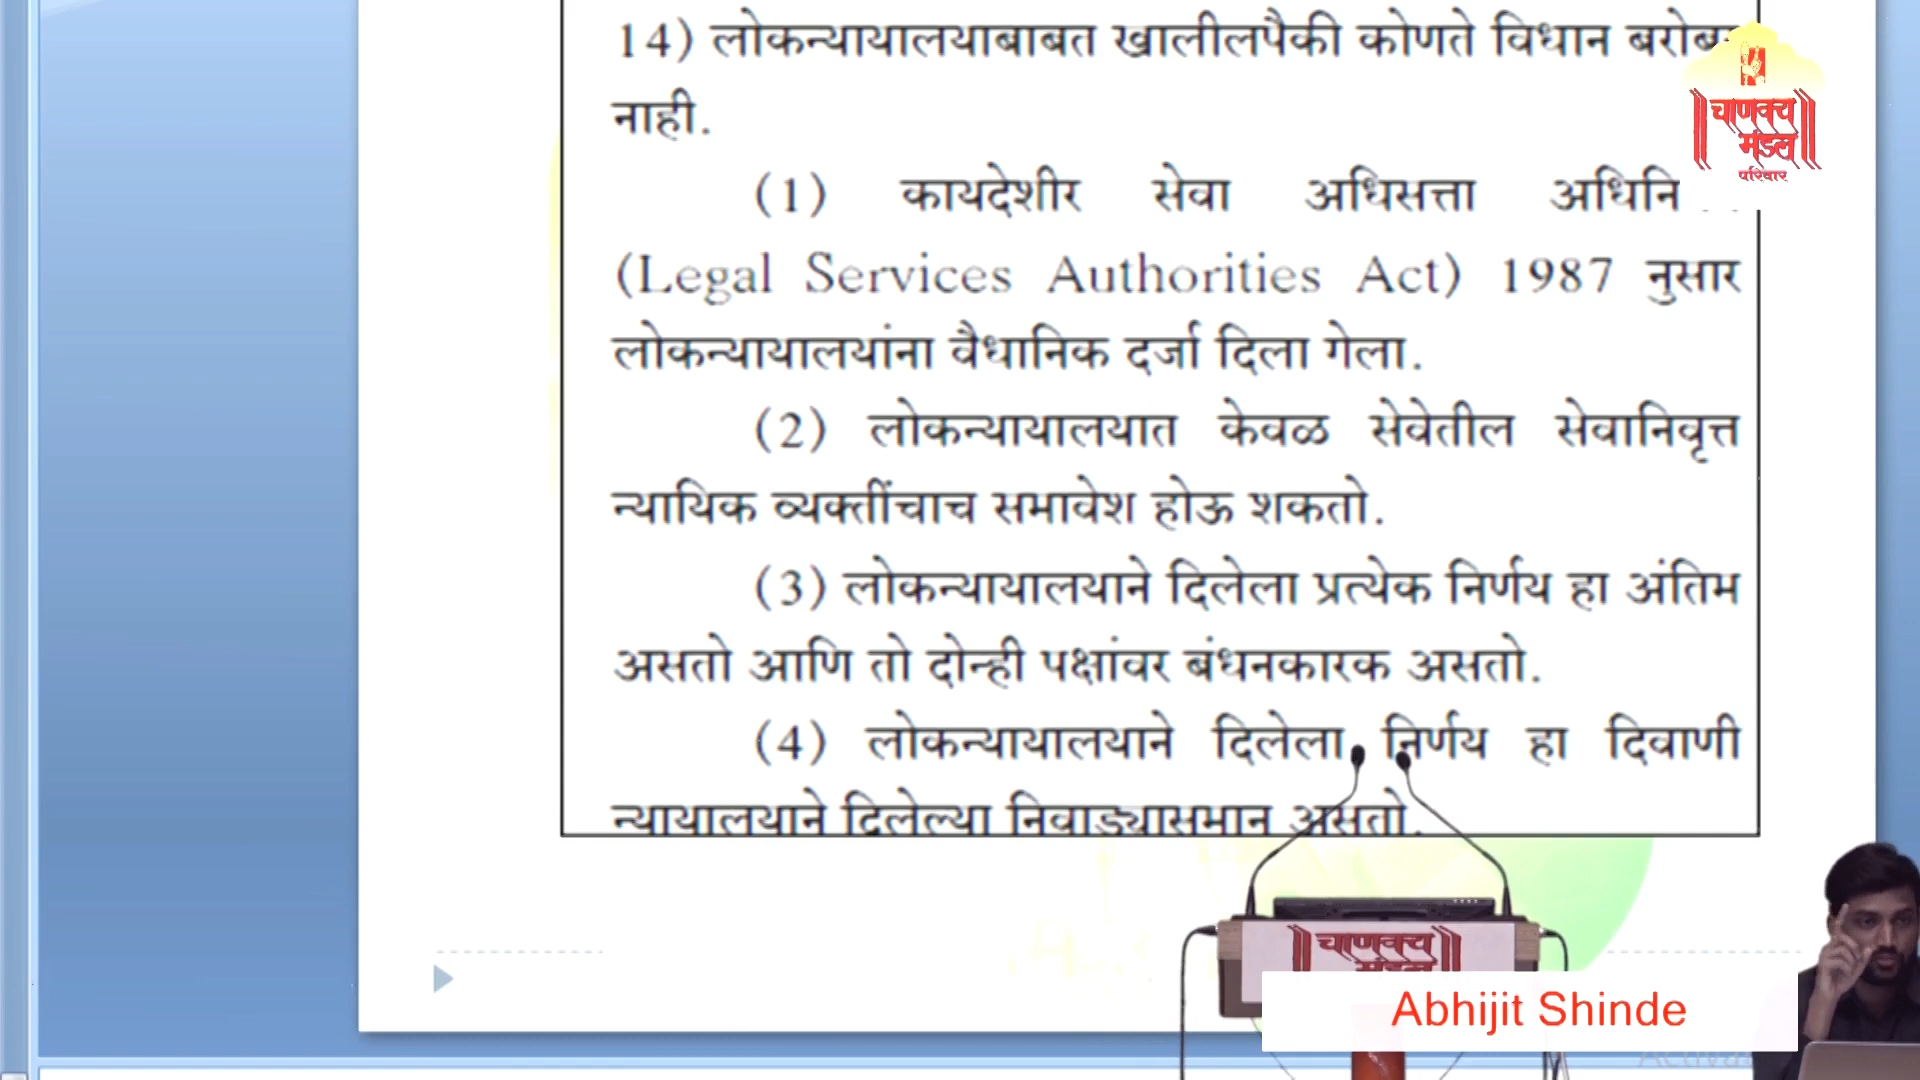 14) लोकन्यायालयाबाबत खालीलपैकी कोणते विधान
नाही.
(1) कायदेशीर सेवा अधिसत्ता
(Legal Services Authorities Act) 1987 नुसार
लोकन्यायालयांना वैधानिक दर्जा दिला गेला.
(2) लोकन्यायालयात केवळ सेवेतील सेवानिवृत्त
न्यायिक व्यक्तींचाच समावेश होऊ शकतो.
(3) लोकन्यायालयाने दिलेला प्रत्येक निर्णय हा अंतिम
असतो आणि तो दोन्ही पक्षांवर बंधनकारक असतो.
(4) लोकन्यायालयाने दिलेला निर्णय हा दिवाणी
न्यायालयाने दिलेल्या निवाड्यासमान असतो.
चाणक्य
मंडल
परिवार
चाणक्य
मंडल
Abhijit Shinde